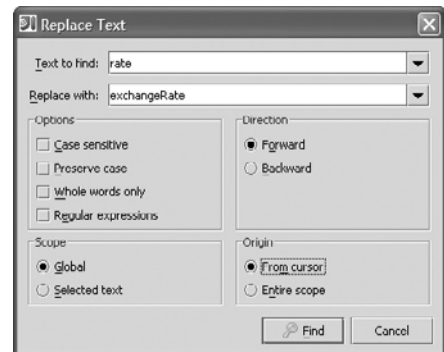 Replace Text
Text to find: rate
Replace with: exchangeRate
Options
Case sensitive
Preserve case
Whole words only
Regular expressions
Direction
Forward
Backward
Scope
Global
Selected text
Origin
From cursor
Entire scope
Find
Cancel